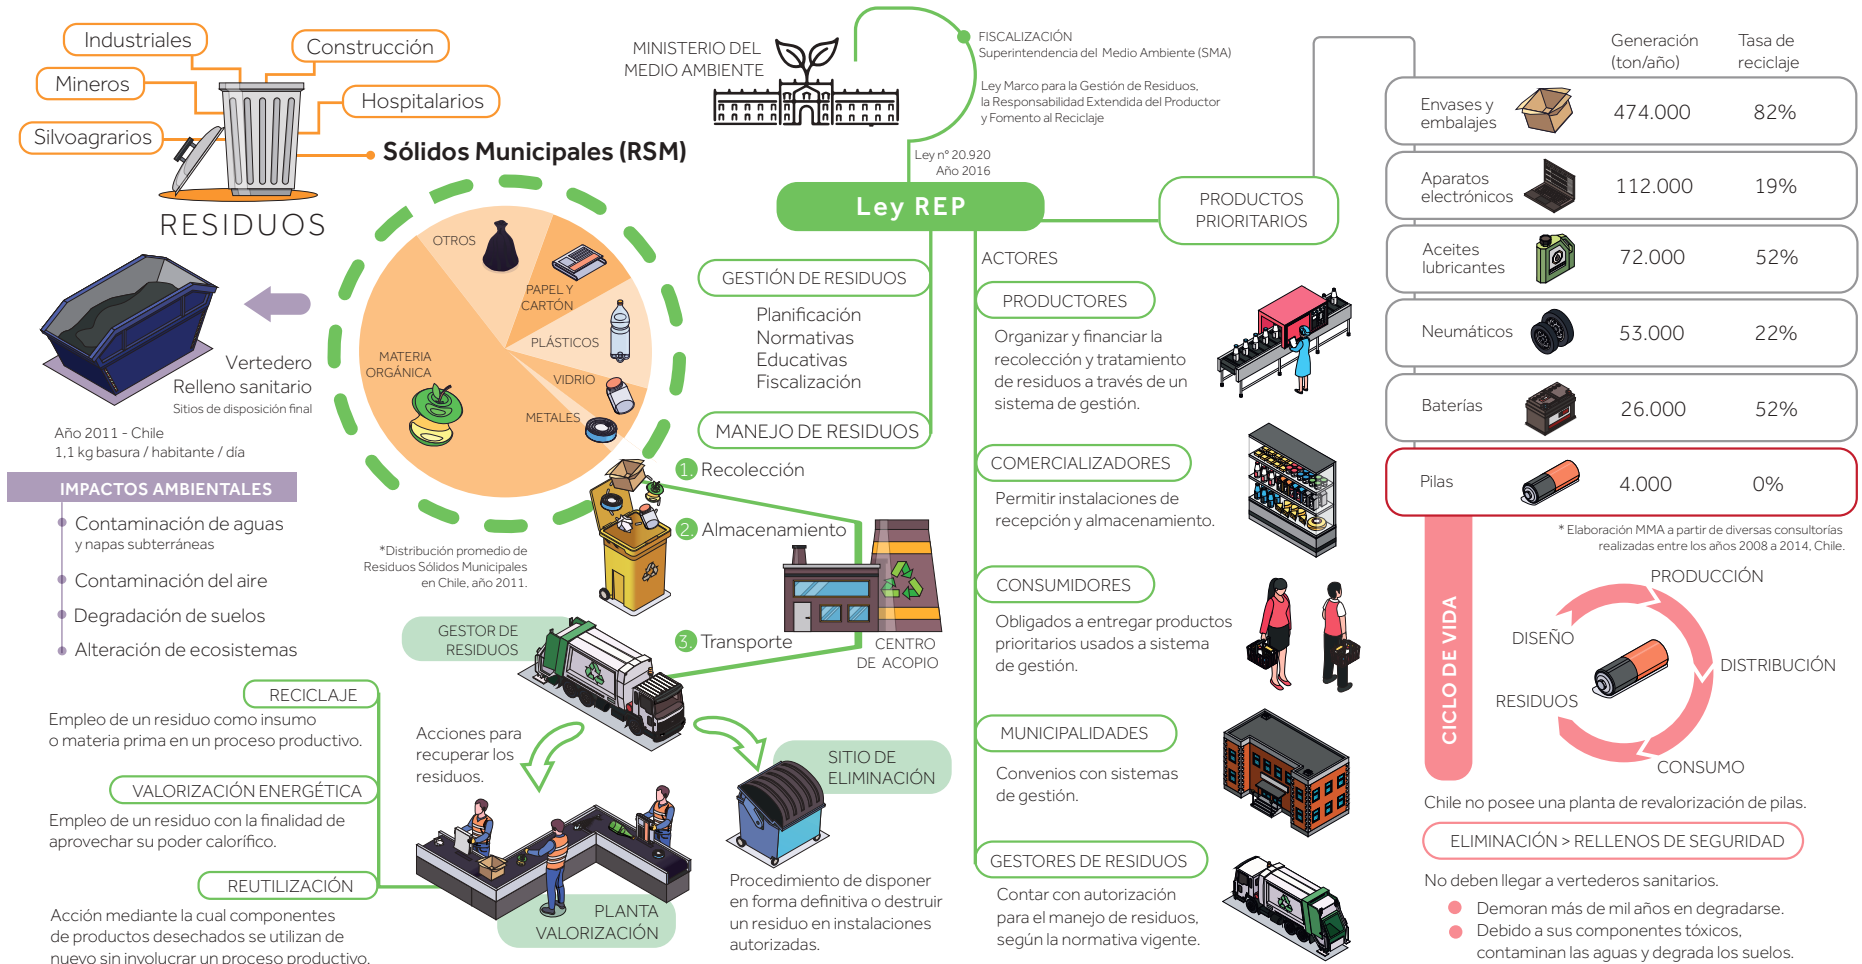 Industriales
Construcción
Mineros
Hospitalarios
Silvoagrarios
Sólidos Municipales (RSM)
RESIDUOS
OTROS
PAPEL Y
CARTÓN
PLÁSTICOS
MATERIA
ORGÁNICA
VIDRIO
METALES
Vertedero
Relleno sanitario
Sitios de disposición final
Año 2011 - Chile
1,1 kg basura / habitante / día
IMPACTOS AMBIENTALES
Contaminación de aguas
y napas subterráneas
Contaminación del aire
Degradación de suelos
Alteración de ecosistemas
*Distribución promedio de
Residuos Sólidos Municipales
en Chile, año 2011.
MINISTERIO DEL
MEDIO AMBIENTE
FISCALIZACIÓN
Superintendencia del Medio Ambiente (SMA)
Ley Marco para la Gestión de Residuos,
la Responsabilidad Extendida del Productor
y Fomento al Reciclaje
Ley nº 20.920
Año 2016
Ley REP
GESTIÓN DE RESIDUOS
Planificación
Normativas
Educativas
Fiscalización
MANEJO DE RESIDUOS
1. Recolección
2. Almacenamiento
3. Transporte
CENTRO
DE ACOPIO
GESTOR DE
RESIDUOS
Acciones para
recuperar los
residuos.
RECICLAJE
Empleo de un residuo como insumo
o materia prima en un proceso productivo.
VALORIZACIÓN ENERGÉTICA
Empleo de un residuo con la finalidad de
aprovechar su poder calorífico.
REUTILIZACIÓN
Acción mediante la cual componentes
de productos desechados se utilizan de
nuevo sin involucrar un proceso productivo.
PLANTA
VALORIZACIÓN
SITIO DE
ELIMINACIÓN
Procedimiento de disponer
en forma definitiva o destruir
un residuo en instalaciones
autorizadas.
ACTORES
PRODUCTORES
Organizar y financiar la
recolección y tratamiento
de residuos a través de un
sistema de gestión.
COMERCIALIZADORES
Permitir instalaciones de
recepción y almacenamiento.
CONSUMIDORES
Obligados a entregar productos
prioritarios usados a sistema
de gestión.
MUNICIPALIDADES
Convenios con sistemas
de gestión.
GESTORES DE RESIDUOS
Contar con autorización
para el manejo de residuos,
según la normativa vigente.
PRODUCTOS
PRIORITARIOS
Generación
(ton/año)
Tasa de
reciclaje
Envases y
embalajes
474.000
82%
Aparatos
electrónicos
112.000
19%
Aceites
lubricantes
72.000
52%
Neumáticos
53.000
22%
Baterías
26.000
52%
Pilas
4.000
0%
* Elaboración MMA a partir de diversas consultorías
realizadas entre los años 2008 a 2014, Chile.
CICLO DE VIDA
PRODUCCIÓN
DISEÑO
DISTRIBUCIÓN
RESIDUOS
CONSUMO
Chile no posee una planta de revalorización de pilas.
ELIMINACIÓN > RELLENOS DE SEGURIDAD
No deben llegar a vertederos sanitarios.
Demoran más de mil años en degradarse.
Debido a sus componentes tóxicos,
contaminan las aguas y degrada los suelos.